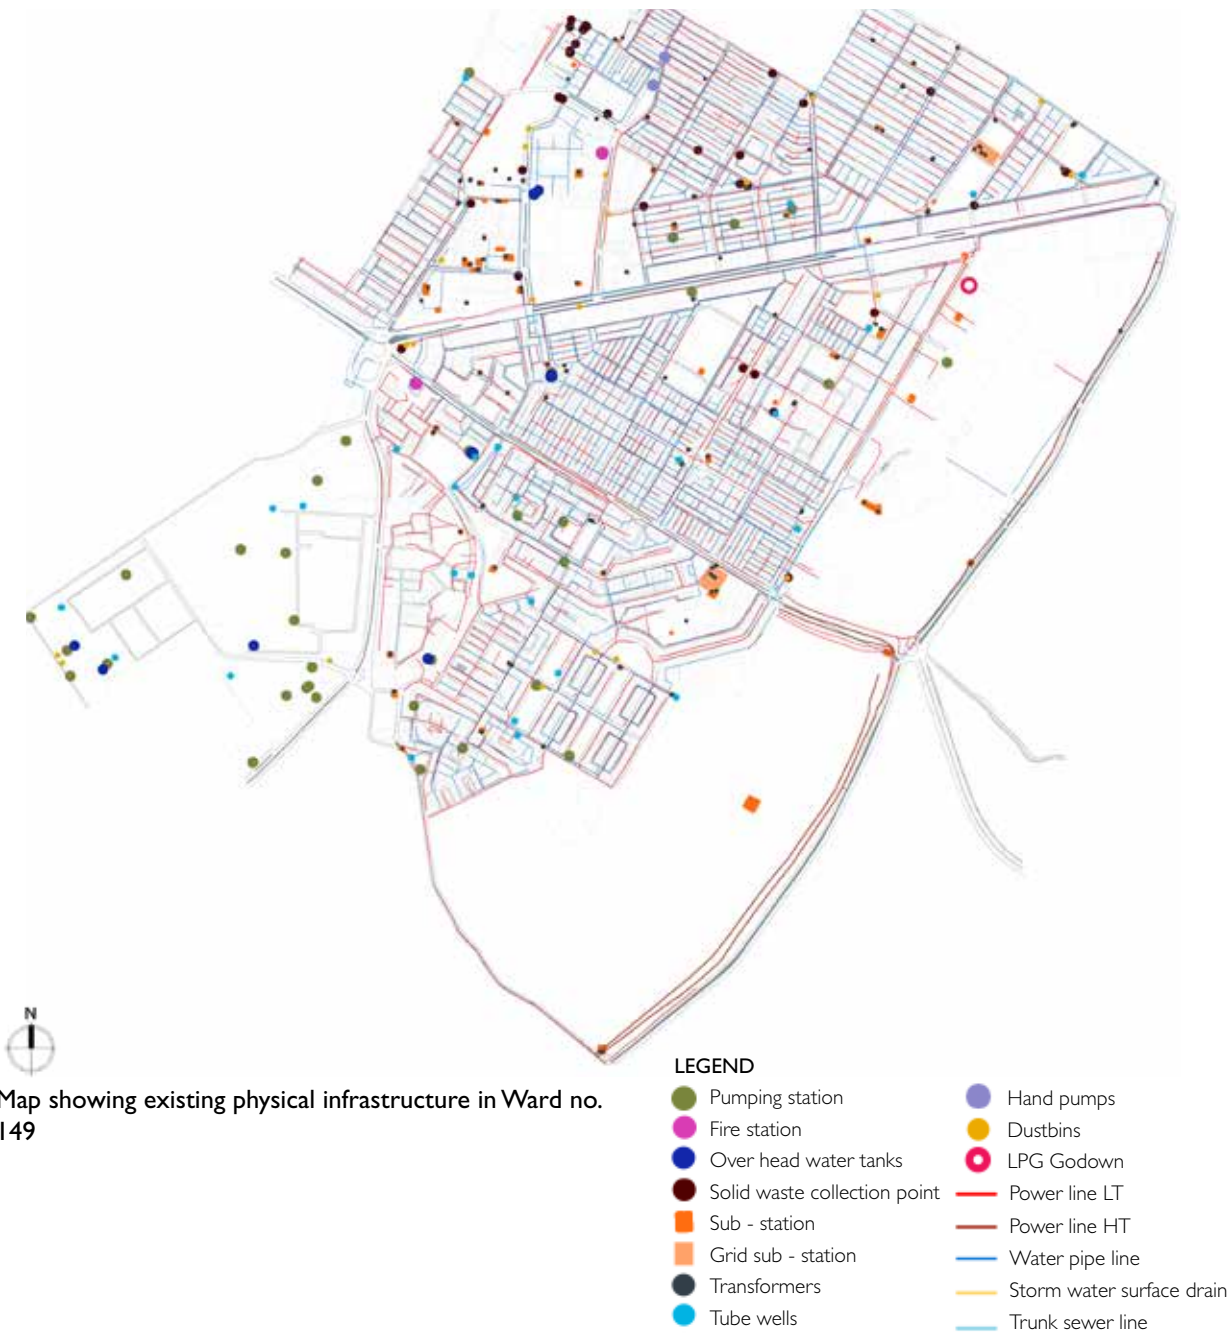 N
Map showing existing physical infrastructure in Ward no.
149
LEGEND
Pumping station
Fire station
Over head water tanks
Solid waste collection point
Sub - station
Grid sub - station
Transformers
Tube wells
Hand pumps
Dustbins
LPG Godown
Power line LT
Power line HT
Water pipe line
Storm water surface drain
Trunk sewer line